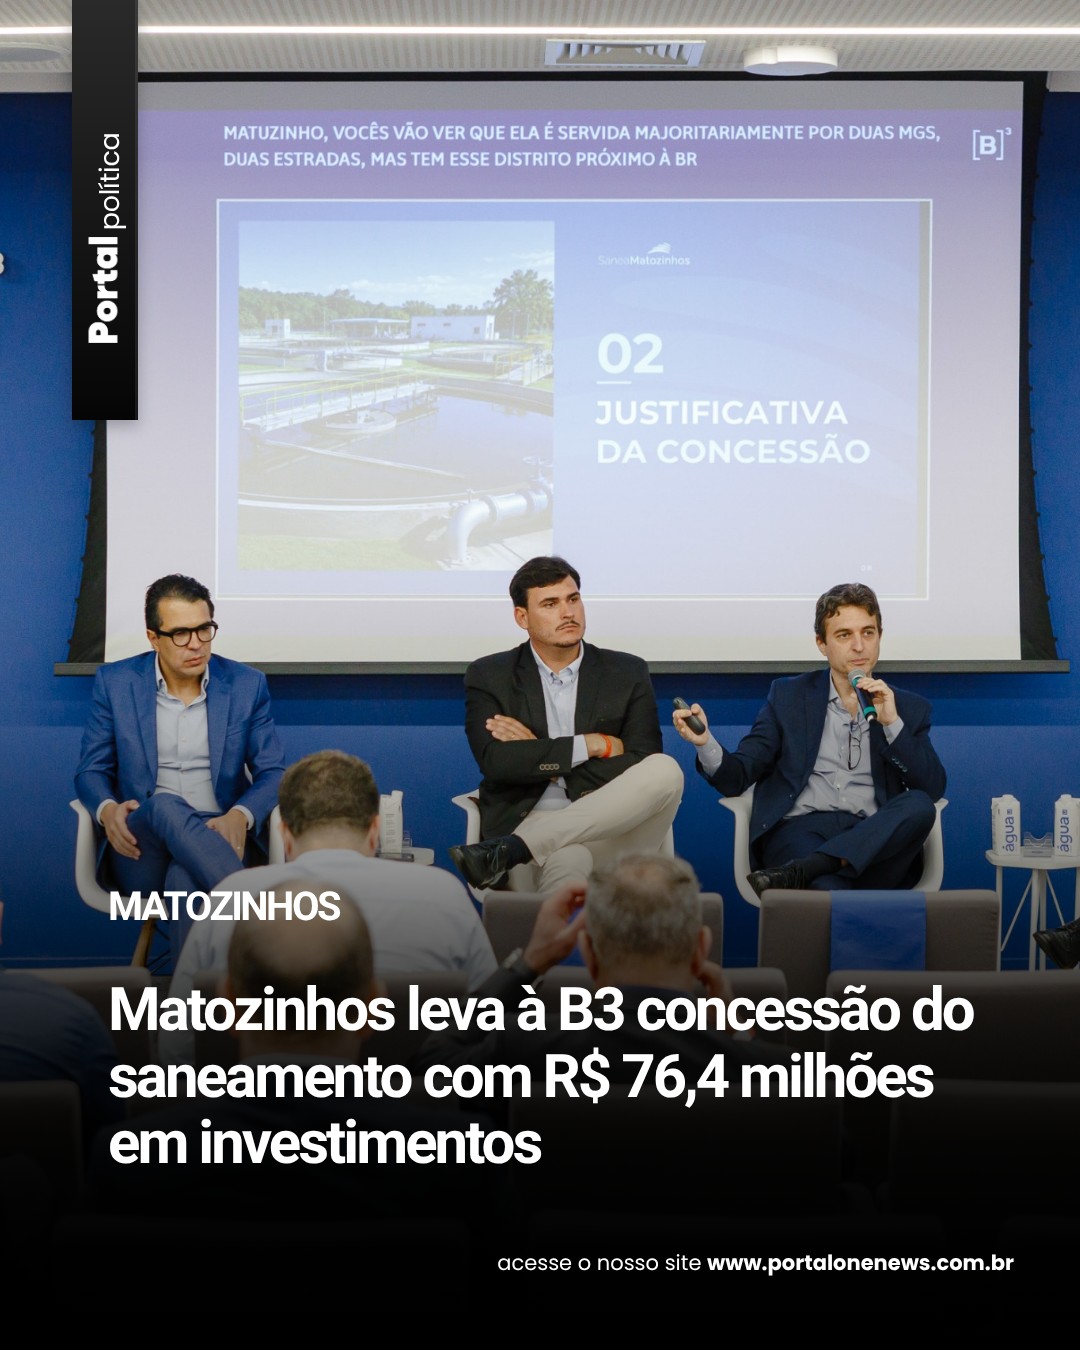 Portal política
MATUZINHO, VOCÊS VÃO VER QUE ELA É SERVIDA MAJORITARIAMENTE POR DUAS MGS,
DUAS ESTRADAS, MAS TEM ESSE DISTRITO PRÓXIMO À BR
[B]³
SaneaMatozinhos
02
JUSTIFICATIVA
DA CONCESSÃO
água
água
MATOZINHOS
Matozinhos leva à B3 concessão do
saneamento com R$ 76,4 milhões
em investimentos
acesse o nosso site www.portalonenews.com.br